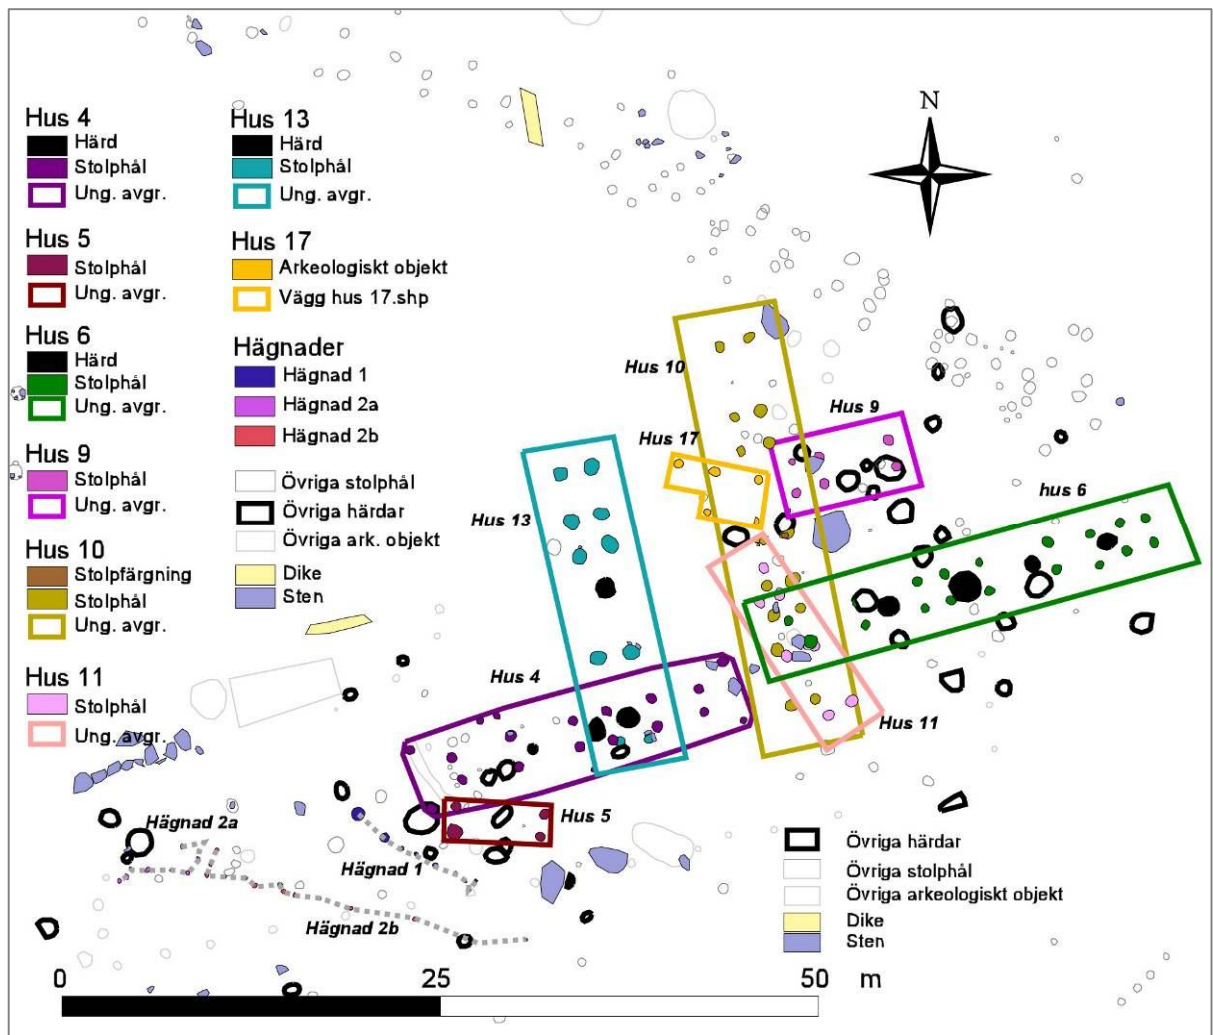 Hus 4
Härd
Stolphål
Ung. avgr.
Hus 5
Stolphål
Ung. avgr.
Hus 6
Härd
Stolphål
Ung. avgr.
Hus 9
Stolphål
Ung. avgr.
Hus 10
Stolpfärgning
Stolphål
Ung. avgr.
Hus 11
Stolphål
Ung. avgr.
Hus 13
Härd
Stolphål
Ung. avgr.
Hus 17
Arkeologiskt objekt
Vägg hus 17.shp
Hägnader
Hägnad 1
Hägnad 2a
Hägnad 2b
Övriga stolphål
Övriga härdar
Övriga ark. objekt
Dike
Sten
N
Hus 10
Hus 9
Hus 17
hus 6
Hus 13
Hus 4
Hus 11
Hus 5
Hägnad 2a
Hägnad 1
Hägnad 2b
Övriga härdar
Övriga stolphål
Övriga arkeologiskt objekt
Dike
Sten
0 25 50 m